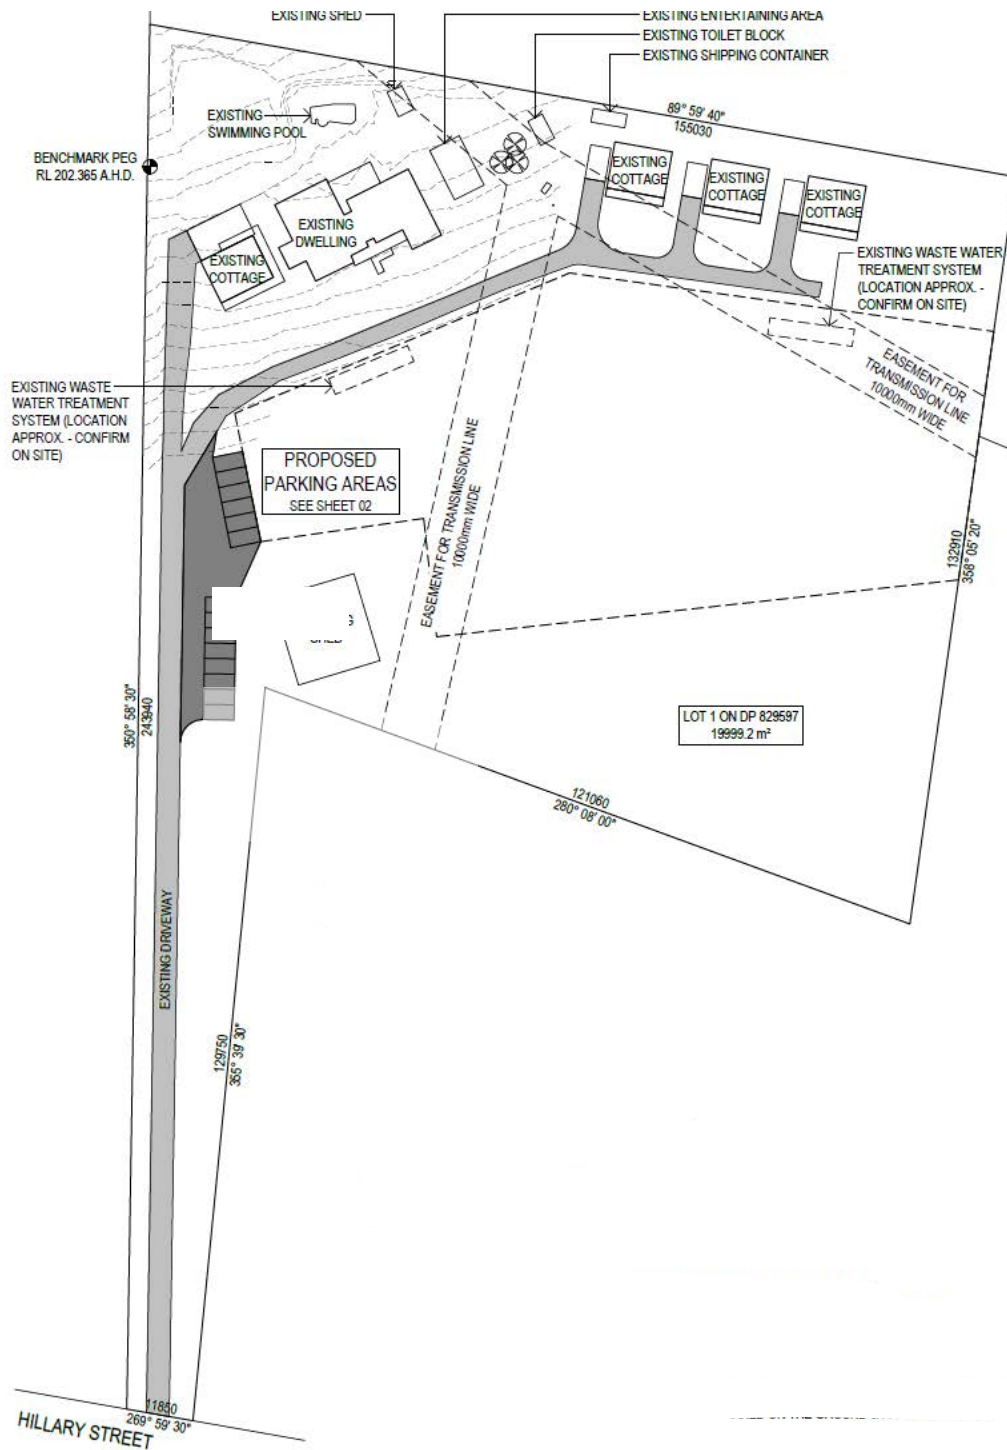 EXISTING SHED
EXISTING ENTERTAINING AREA
EXISTING TOILET BLOCK
EXISTING SHIPPING CONTAINER
89° 59' 40"
155030
EXISTING
SWIMMING POOL
BENCHMARK PEG
RL 202.365 A.H.D.
EXISTING
COTTAGE
EXISTING
COTTAGE
EXISTING
COTTAGE
EXISTING
DWELLING
EXISTING
COTTAGE
EXISTING WASTE WATER
TREATMENT SYSTEM
(LOCATION APPROX. -
CONFIRM ON SITE)
EASEMENT FOR
TRANSMISSION LINE
10000mm WIDE
EXISTING WASTE
WATER TREATMENT
SYSTEM (LOCATION
APPROX. - CONFIRM
ON SITE)
PROPOSED
PARKING AREAS
SEE SHEET 02
EASEMENT FOR TRANSMISSION LINE
10000mm WIDE
132910
358° 05' 20"
350° 58' 30"
243940
LOT 1 ON DP 829597
19999.2 m²
121060
280° 08' 00"
EXISTING DRIVEWAY
129750
355° 39' 30"
11850
269° 59' 30"
HILLARY STREET